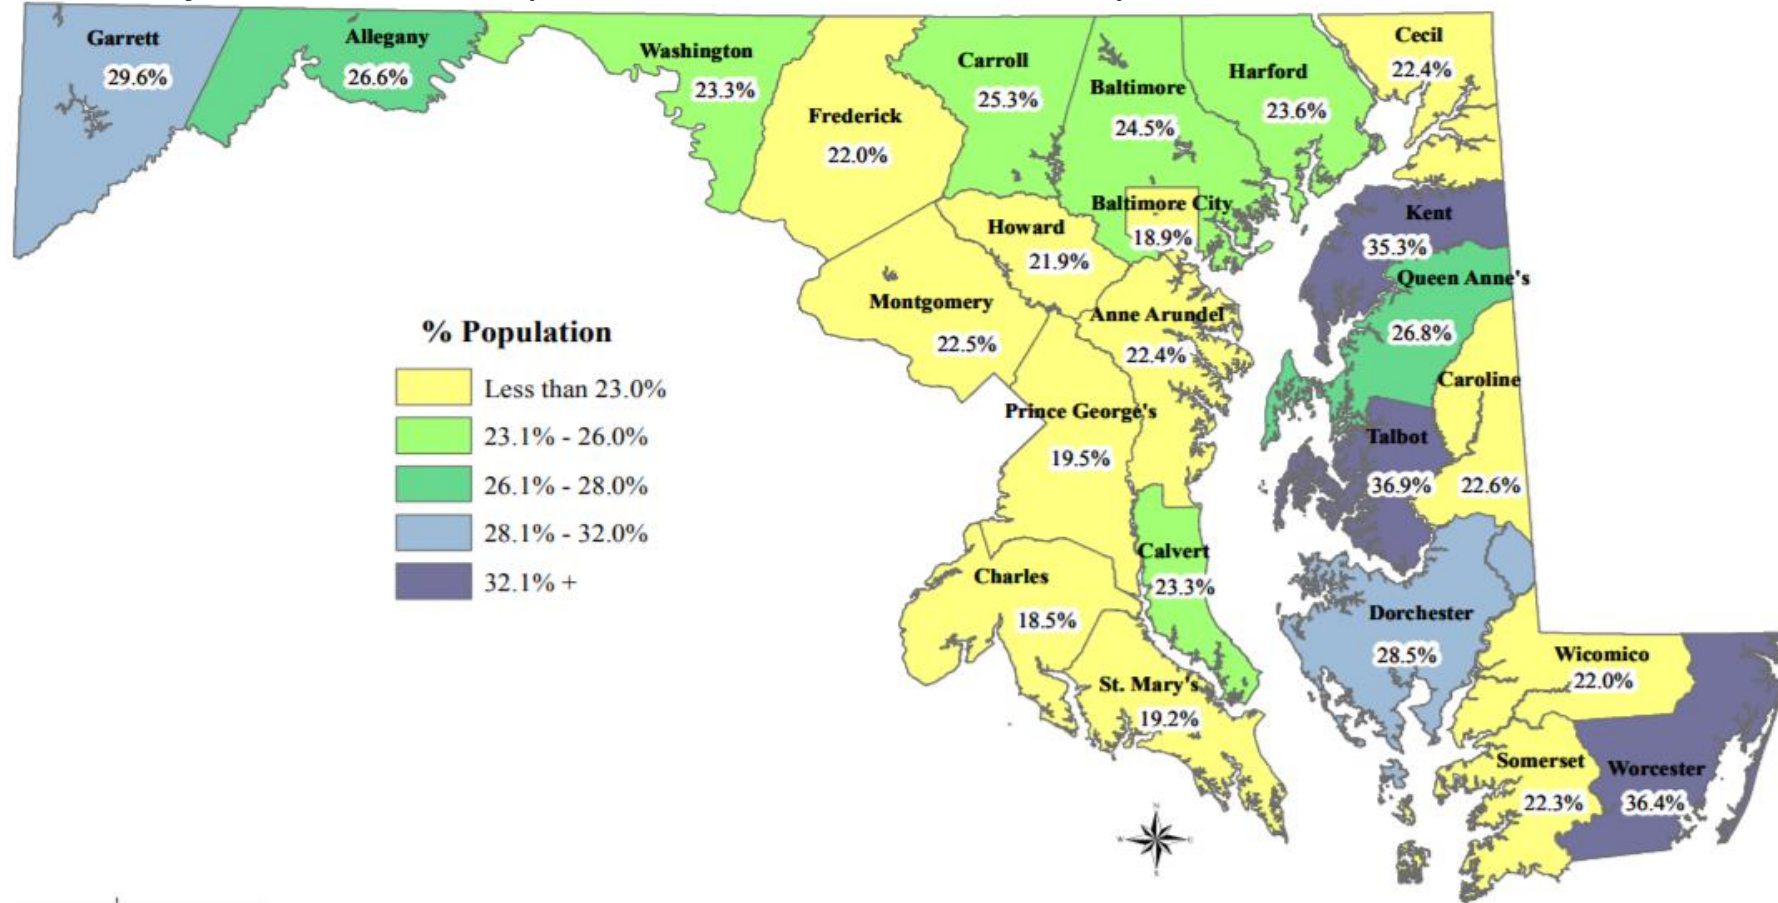 Garrett
29.6%
Allegany
26.6%
Washington
23.3%
Frederick
22.0%
Carroll
25.3%
Baltimore
24.5%
Harford
23.6%
Cecil
22.4%
Baltimore City
18.9%
Howard
21.9%
Montgomery
22.5%
Anne Arundel
22.4%
Prince George's
19.5%
Kent
35.3%
Queen Anne's
26.8%
Caroline
22.6%
Talbot
36.9%
Calvert
23.3%
Charles
18.5%
St. Mary's
19.2%
Dorchester
28.5%
Wicomico
22.0%
Somerset
22.3%
Worcester
36.4%
% Population
Less than 23.0%
23.1% - 26.0%
26.1% - 28.0%
28.1% - 32.0%
32.1% +